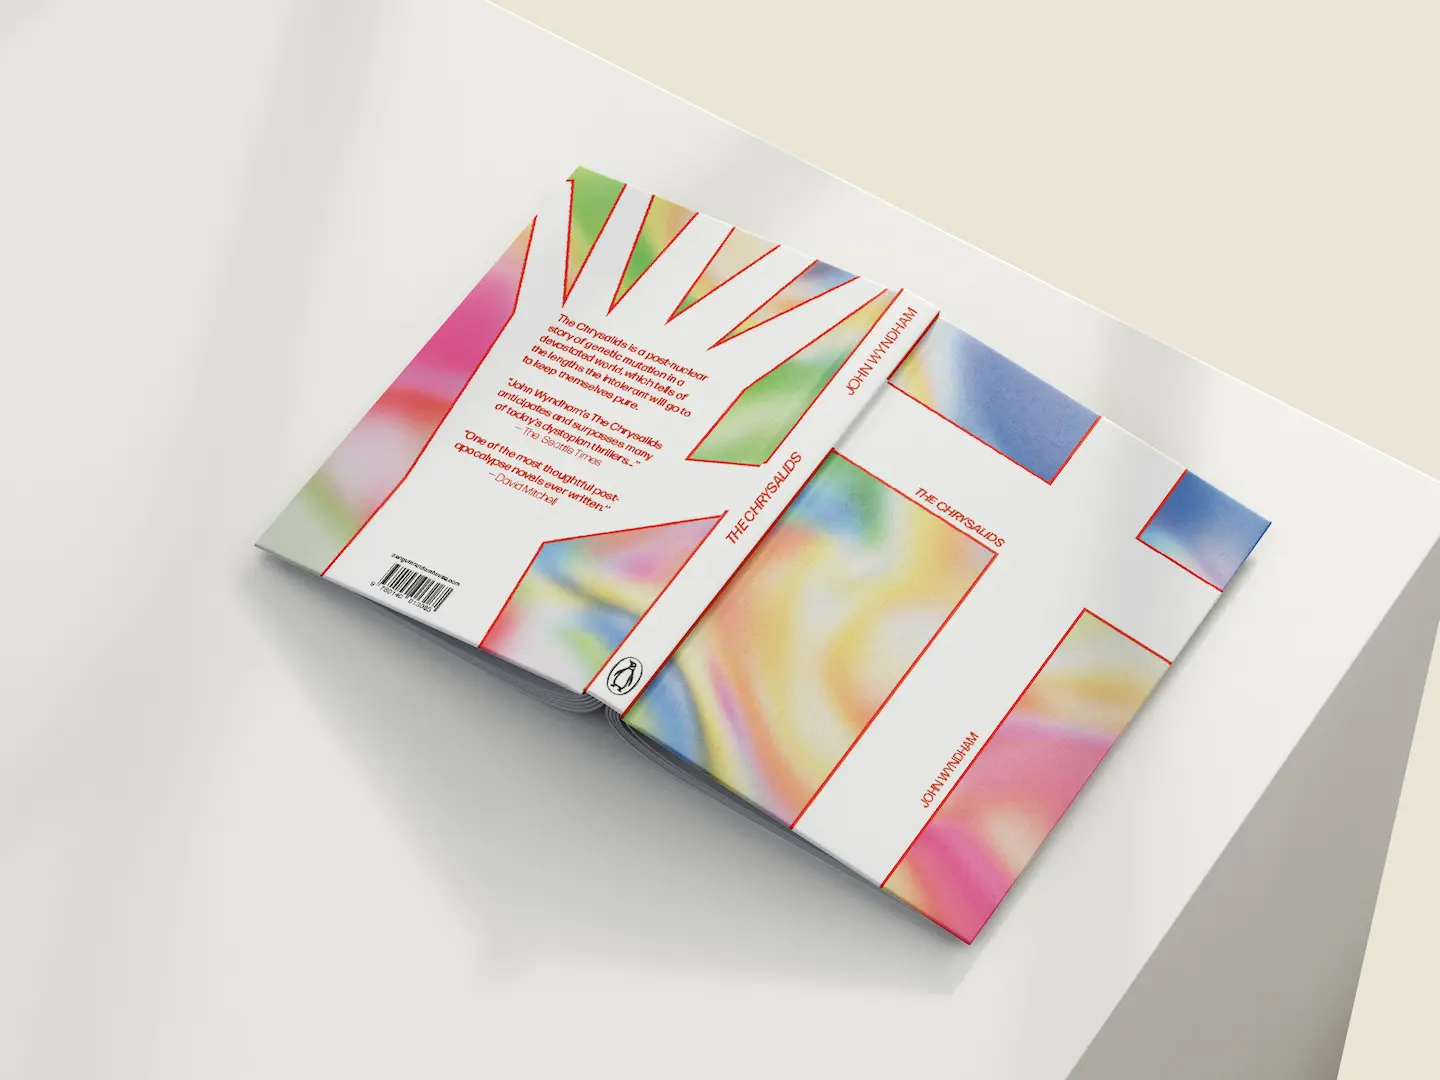 The Chrysalids is a post-nuclear
story of genetic mutation in a
devastated world, which tells of
the lengths the intolerant will go to
to keep themselves pure.
"John Wyndham's The Chrysalids
anticipates and surpasses many
of today's dystopian thrillers..."
—The Seattle Times
"One of the most thoughtful post-
apocalypse novels ever written."
—David Mitchell
JOHN WYNDHAM
THE CHRYSALIDS
THE CHRYSALIDS
JOHN WYNDHAM